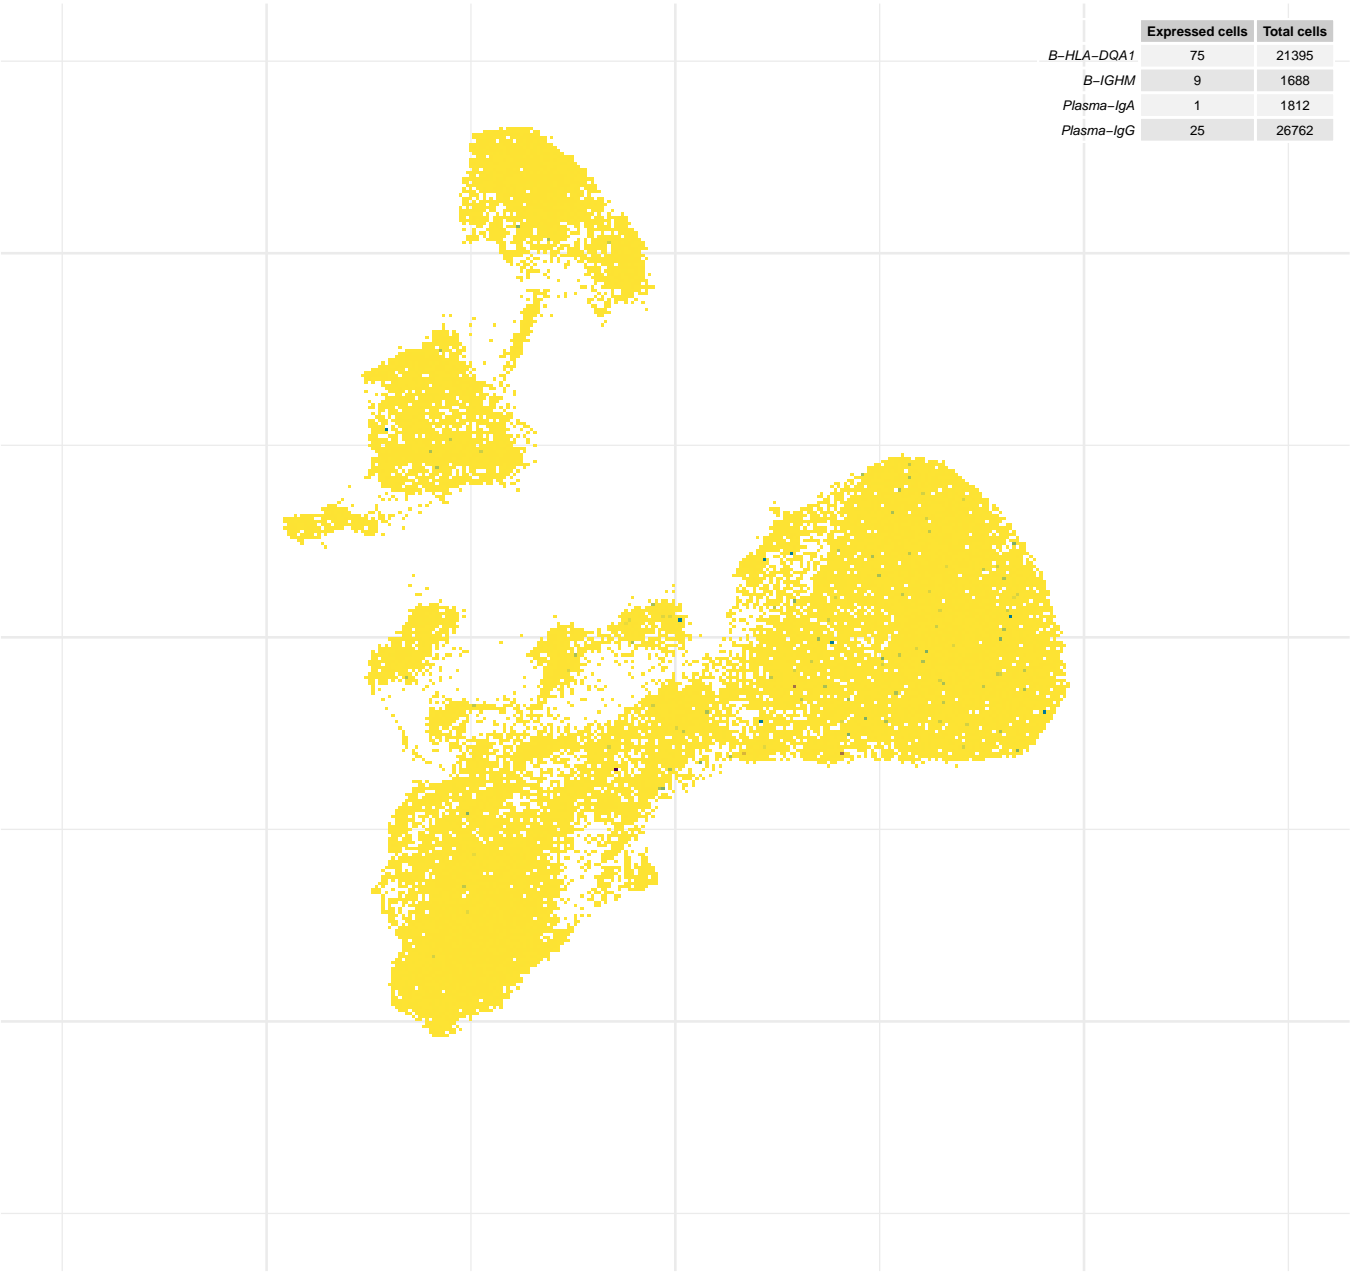 Expressed cells Total cells
B−HLA−DQA1 75 21395
B−IGHM 9 1688
Plasma−IgA 1 1812
Plasma−IgG 25 26762